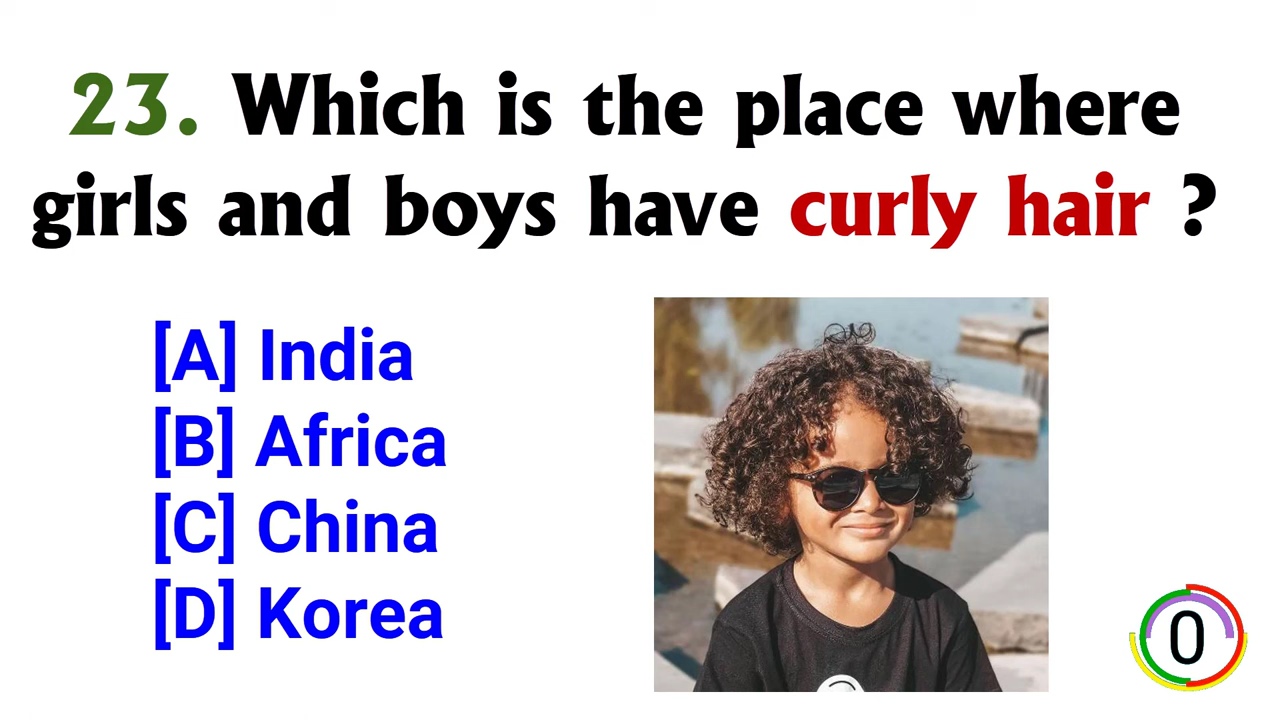 23. Which is the place where
girls and boys have curly hair ?
[A] India
[B] Africa
[C] China
[D] Korea
0